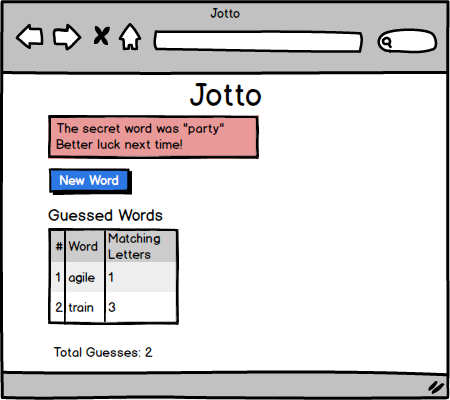 Jotto
Jotto
The secret word was "party"
Better luck next time!
New Word
Guessed Words
# Word Matching Letters
1 agile 1
2 train 3
Total Guesses: 2